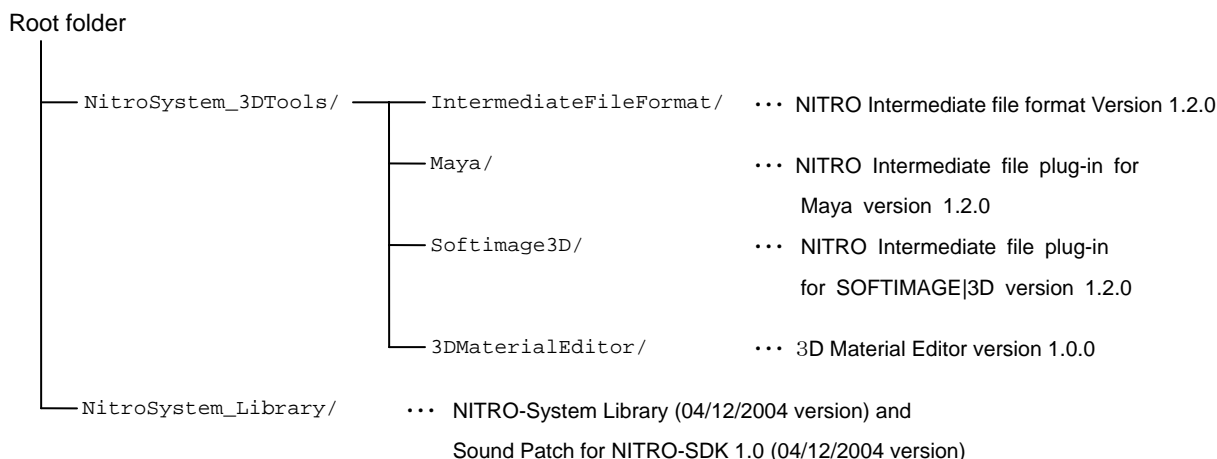 Root folder
NitroSystem_3DTools/ IntermediateFileFormat/ ··· NITRO Intermediate file format Version 1.2.0
Maya/ ··· NITRO Intermediate file plug-in for
Maya version 1.2.0
Softimage3D/ ··· NITRO Intermediate file plug-in
for SOFTIMAGE|3D version 1.2.0
3DMaterialEditor/ ··· 3D Material Editor version 1.0.0
NitroSystem_Library/ ··· NITRO-System Library (04/12/2004 version) and
Sound Patch for NITRO-SDK 1.0 (04/12/2004 version)